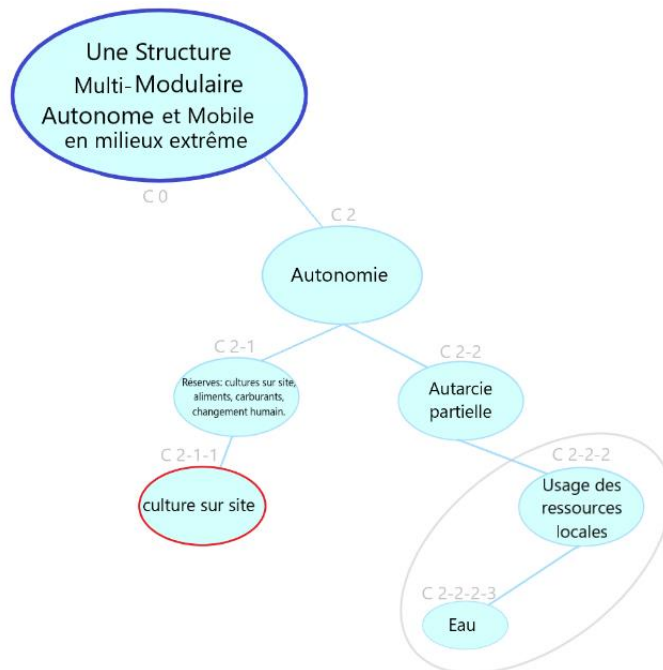 Une Structure
Multi-Modulaire
Autonome et Mobile
en milieux extrême
C 0
C 2
Autonomie
C 2-1
Réserves: cultures sur site,
aliments, carburants,
changement humain.
C 2-2
Autarcie
partielle
C 2-1-1
culture sur site
C 2-2-2
Usage des
ressources
locales
C 2-2-2-3
Eau